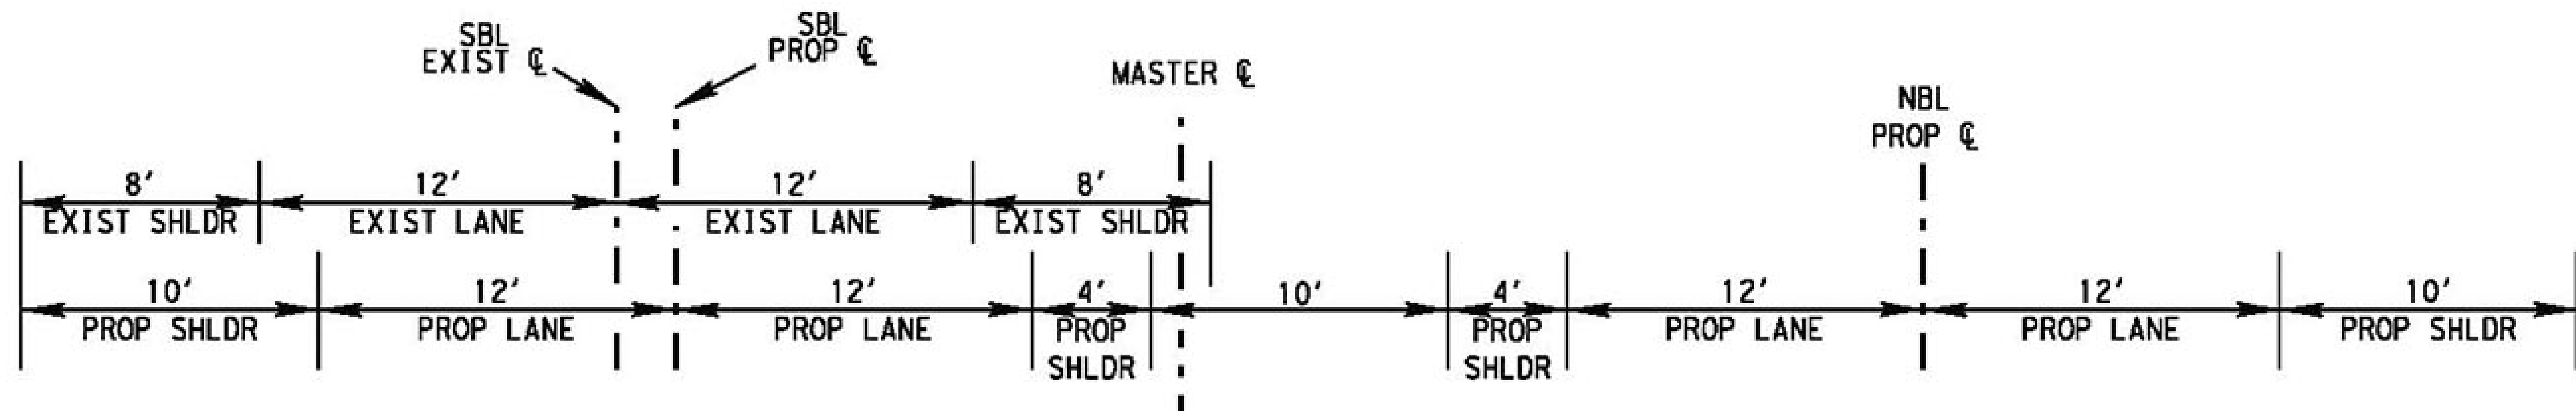 SBL
EXIST ℄
SBL
PROP ℄
MASTER ℄
NBL
PROP ℄
8' 12' 12' 8'
EXIST SHLDR EXIST LANE EXIST LANE EXIST SHLDR
10' 12' 12' 4' 10' 4' 12' 12' 10'
PROP SHLDR PROP LANE PROP LANE PROP PROP PROP LANE PROP LANE PROP SHLDR
SHLDR SHLDR